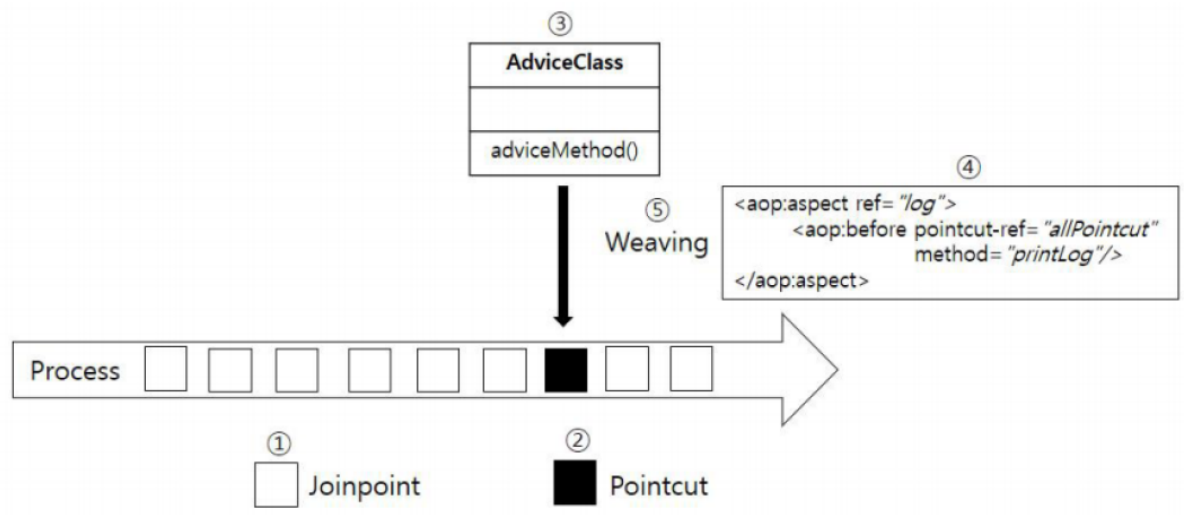 ③
AdviceClass
adviceMethod()
④
<aop:aspect ref="log">
<aop:before pointcut-ref="allPointcut"
method="printLog"/>
</aop:aspect>
⑤
Weaving
Process
①
Joinpoint
②
Pointcut